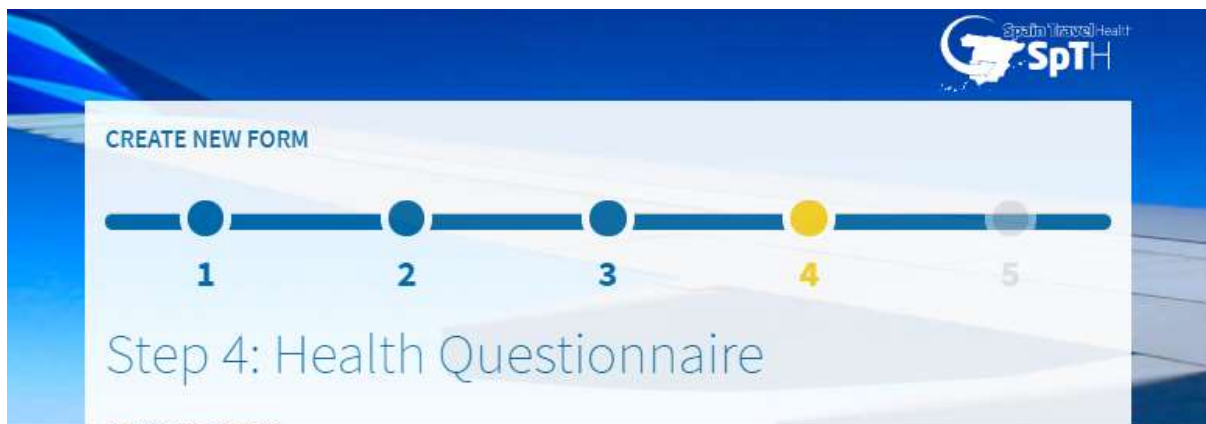 Spain Travel Health
SpTH
CREATE NEW FORM
1 2 3 4 5
Step 4: Health Questionnaire